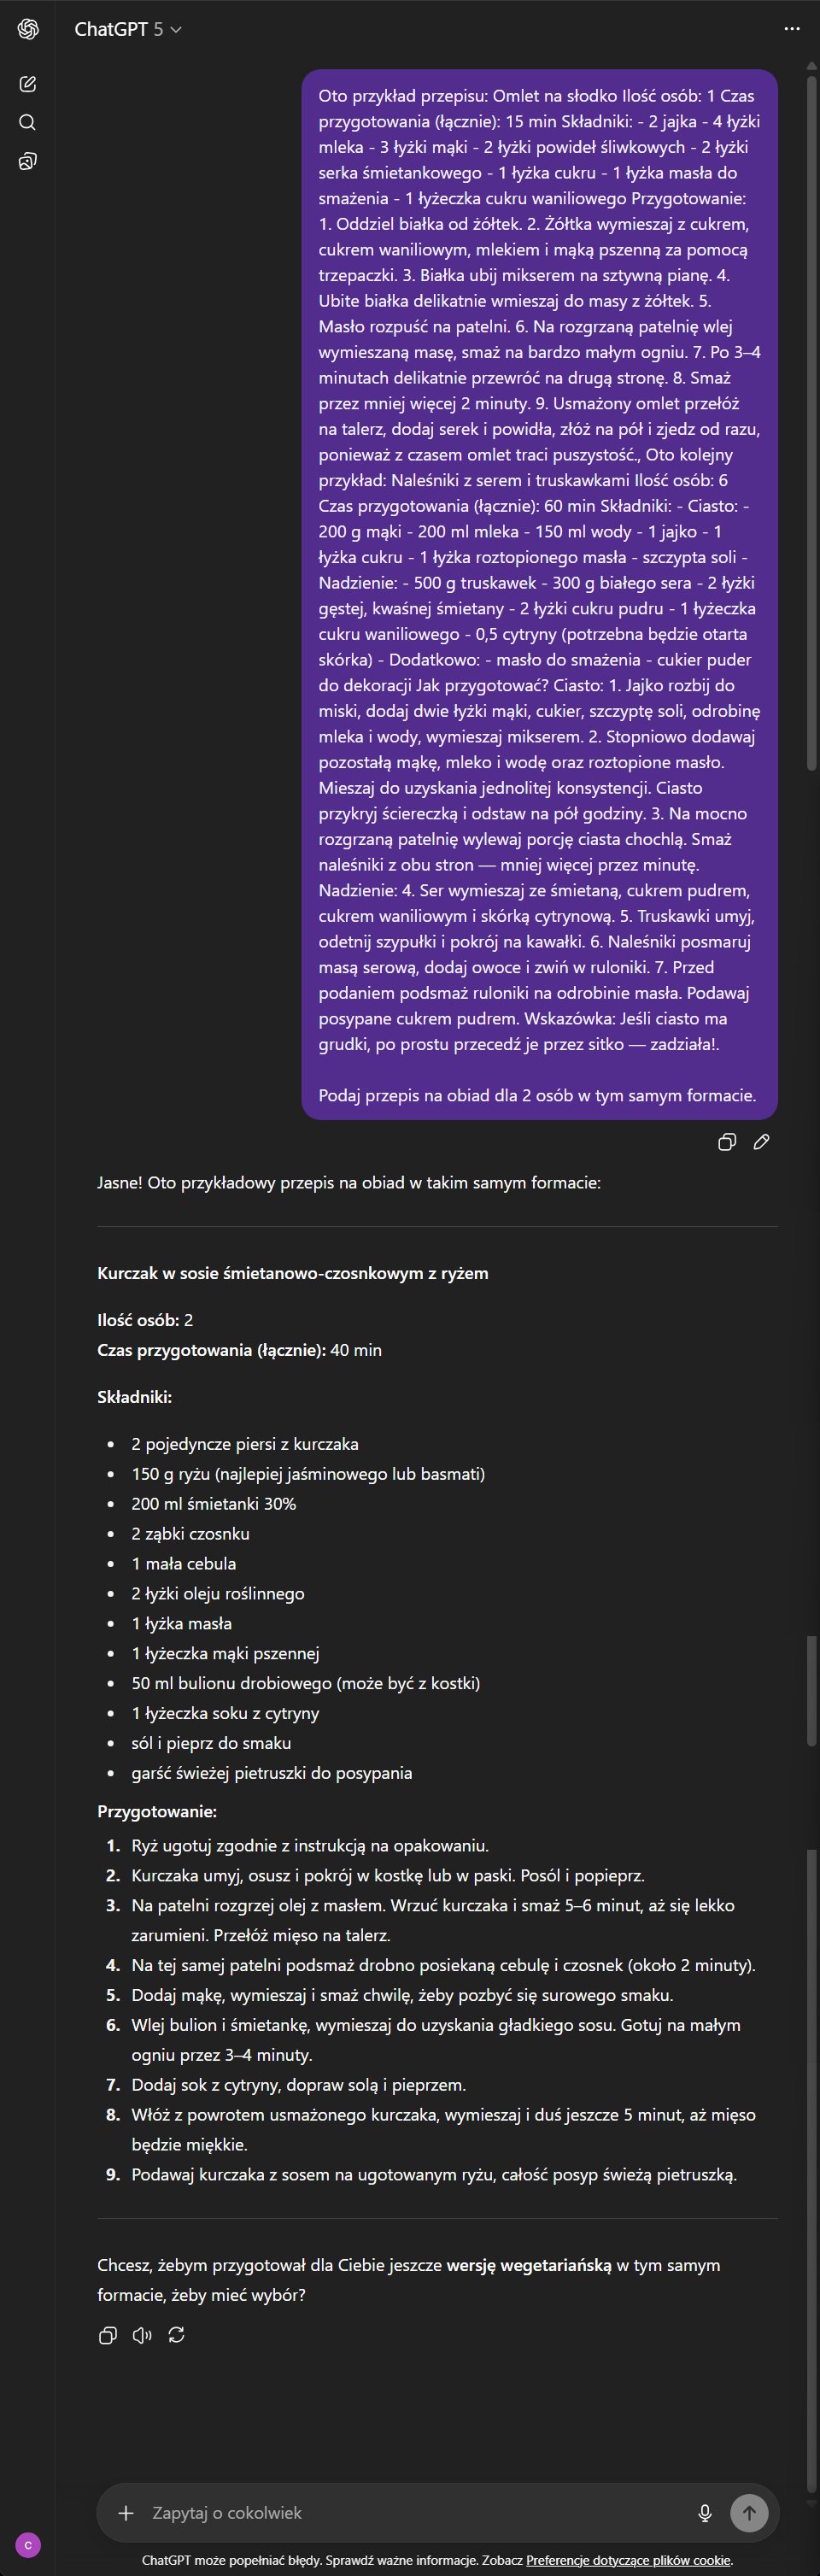 ChatGPT 5
Oto przykład przepisu: Omlet na słodko Ilość osób: 1 Czas
przygotowania (łącznie): 15 min Składniki: - 2 jajka - 4 łyżki
mleka - 3 łyżki mąki - 2 łyżki powideł śliwkowych - 2 łyżki
serka śmietankowego - 1 łyżka cukru - 1 łyżka masła do
smażenia - 1 łyżeczka cukru waniliowego Przygotowanie:
1. Oddziel białka od żółtek. 2. Żółtka wymieszaj z cukrem,
cukrem waniliowym, mlekiem i mąką pszenną za pomocą
trzepaczki. 3. Białka ubij mikserem na sztywną pianę. 4.
Ubite białka delikatnie wmieszaj do masy z żółtek. 5.
Masło rozpuść na patelni. 6. Na rozgrzaną patelnię wlej
wymieszaną masę, smaż na bardzo małym ogniu. 7. Po 3–4
minutach delikatnie przewróć na drugą stronę. 8. Smaż
przez mniej więcej 2 minuty. 9. Usmażony omlet przełóż
na talerz, dodaj serek i powidła, złóż na pół i zjedz od razu,
ponieważ z czasem omlet traci puszystość., Oto kolejny
przykład: Naleśniki z serem i truskawkami Ilość osób: 6
Czas przygotowania (łącznie): 60 min Składniki: - Ciasto: -
200 g mąki - 200 ml mleka - 150 ml wody - 1 jajko - 1
łyżka cukru - 1 łyżka roztopionego masła - szczypta soli -
Nadzienie: - 500 g truskawek - 300 g białego sera - 2 łyżki
gęstej, kwaśnej śmietany - 2 łyżki cukru pudru - 1 łyżeczka
cukru waniliowego - 0,5 cytryny (potrzebna będzie otarta
skórka) - Dodatkowo: - masło do smażenia - cukier puder
do dekoracji Jak przygotować? Ciasto: 1. Jajko rozbij do
miski, dodaj dwie łyżki mąki, cukier, szczyptę soli, odrobinę
mleka i wody, wymieszaj mikserem. 2. Stopniowo dodawaj
pozostałą mąkę, mleko i wodę oraz roztopione masło.
Mieszaj do uzyskania jednolitej konsystencji. Ciasto
przykryj ściereczką i odstaw na pół godziny. 3. Na mocno
rozgrzaną patelnię wylewaj porcję ciasta chochlą. Smaż
naleśniki z obu stron — mniej więcej przez minutę.
Nadzienie: 4. Ser wymieszaj ze śmietaną, cukrem pudrem,
cukrem waniliowym i skórką cytrynową. 5. Truskawki umyj,
odetnij szypułki i pokrój na kawałki. 6. Naleśniki posmaruj
masą serową, dodaj owoce i zwiń w ruloniki. 7. Przed
podaniem podsmaż ruloniki na odrobinie masła. Podawaj
posypane cukrem pudrem. Wskazówka: Jeśli ciasto ma
grudki, po prostu przecedź je przez sitko — zadziała!.
Podaj przepis na obiad dla 2 osób w tym samym formacie.
Jasne! Oto przykładowy przepis na obiad w takim samym formacie:
Kurczak w sosie śmietanowo-czosnkowym z ryżem
Ilość osób: 2
Czas przygotowania (łącznie): 40 min
Składniki:
• 2 pojedyncze piersi z kurczaka
• 150 g ryżu (najlepiej jaśminowego lub basmati)
• 200 ml śmietanki 30%
• 2 ząbki czosnku
• 1 mała cebula
• 2 łyżki oleju roślinnego
• 1 łyżka masła
• 1 łyżeczka mąki pszennej
• 50 ml bulionu drobiowego (może być z kostki)
• 1 łyżeczka soku z cytryny
• sól i pieprz do smaku
• garść świeżej pietruszki do posypania
Przygotowanie:
1. Ryż ugotuj zgodnie z instrukcją na opakowaniu.
2. Kurczaka umyj, osusz i pokrój w kostkę lub w paski. Posól i popieprz.
3. Na patelni rozgrzej olej z masłem. Wrzuć kurczaka i smaż 5–6 minut, aż się lekko
zarumieni. Przełóż mięso na talerz.
4. Na tej samej patelni podsmaż drobno posiekaną cebulę i czosnek (około 2 minuty).
5. Dodaj mąkę, wymieszaj i smaż chwilę, żeby pozbyć się surowego smaku.
6. Wlej bulion i śmietankę, wymieszaj do uzyskania gładkiego sosu. Gotuj na małym
ogniu przez 3–4 minuty.
7. Dodaj sok z cytryny, dopraw solą i pieprzem.
8. Włóż z powrotem usmażonego kurczaka, wymieszaj i duś jeszcze 5 minut, aż mięso
będzie miękkie.
9. Podawaj kurczaka z sosem na ugotowanym ryżu, całość posyp świeżą pietruszką.
Chcesz, żebym przygotował dla Ciebie jeszcze wersję wegetariańską w tym samym
formacie, żeby mieć wybór?
Zapytaj o cokolwiek
C
ChatGPT może popełniać błędy. Sprawdź ważne informacje. Zobacz Preferencje dotyczące plików cookie.